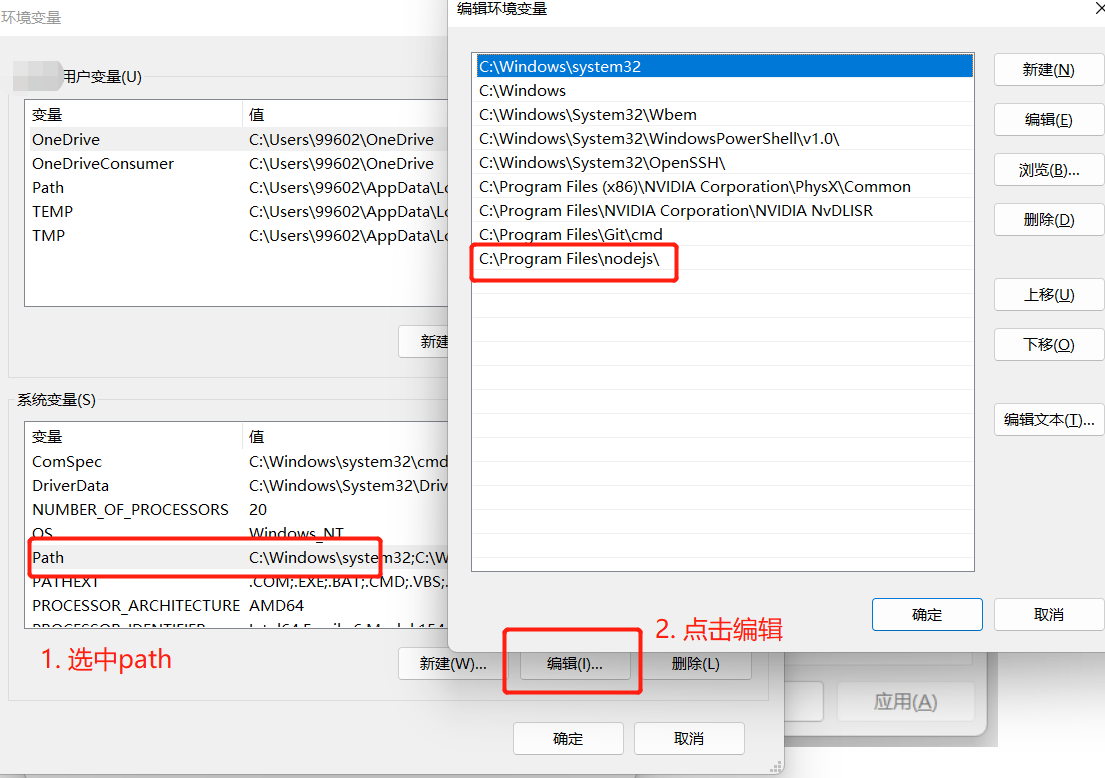 环境变量
用户变量(U)
变量 值
OneDrive C:\Users\99602\OneDrive
OneDriveConsumer C:\Users\99602\OneDrive
Path C:\Users\99602\AppData\Lo
TEMP C:\Users\99602\AppData\Lo
TMP C:\Users\99602\AppData\Lo
新建
系统变量(S)
变量 值
ComSpec C:\Windows\system32\cmd
DriverData C:\Windows\System32\Driv
NUMBER_OF_PROCESSORS 20
OS Windows_NT
Path C:\Windows\system32;C:\W
PATHEXT .COM;.EXE;.BAT;.CMD;.VBS;.
PROCESSOR_ARCHITECTURE AMD64
1. 选中path
新建(W)...
编辑(I)...
删除(L)
确定
取消
应用(A)
编辑环境变量
C:\Windows\system32
C:\Windows
C:\Windows\System32\Wbem
C:\Windows\System32\WindowsPowerShell\v1.0\
C:\Windows\System32\OpenSSH\
C:\Program Files (x86)\NVIDIA Corporation\PhysX\Common
C:\Program Files\NVIDIA Corporation\NVIDIA NvDLISR
C:\Program Files\Git\cmd
C:\Program Files\nodejs\
新建(N)
编辑(E)
浏览(B)...
删除(D)
上移(U)
下移(O)
编辑文本(T)...
确定
取消
2. 点击编辑